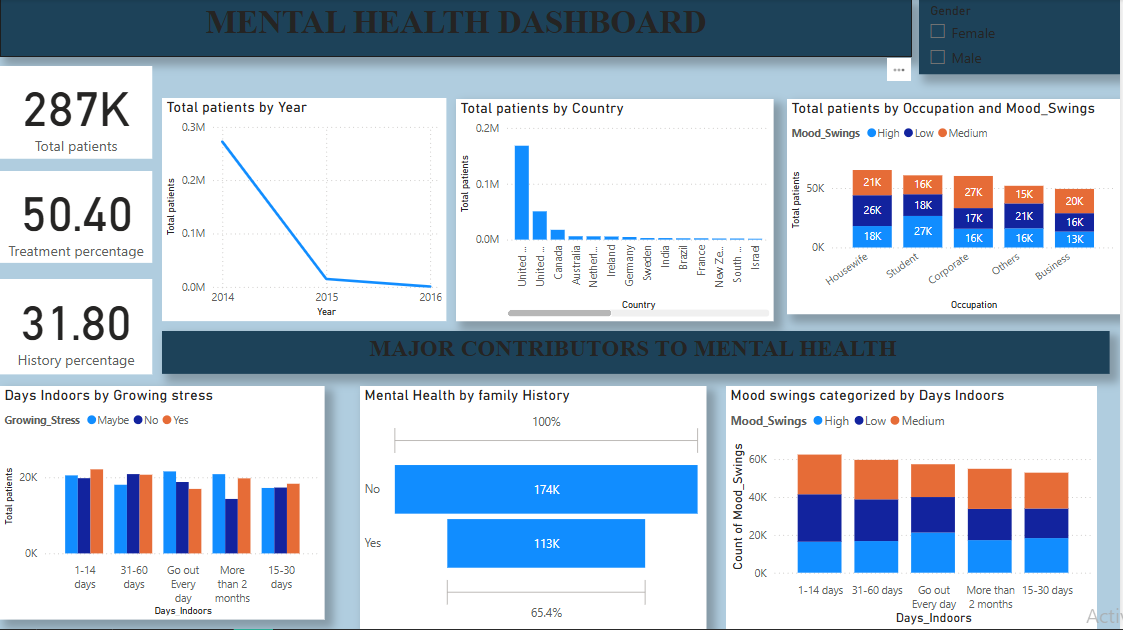 MENTAL HEALTH DASHBOARD
Gender
Female
Male
287K
Total patients
50.40
Treatment percentage
31.80
History percentage
Total patients by Year
0.3M
0.2M
0.1M
0.0M
2014 2015 2016
Total patients
Year
Total patients by Country
0.2M
0.1M
0.0M
United ... United ... Canada Australia Netherl... Ireland Germany Sweden India Brazil France New Ze... South ... Israel
Total patients
Country
Total patients by Occupation and Mood_Swings
Mood_Swings High Low Medium
50K
0K
21K 16K 27K 15K 20K
26K 18K 17K 21K 16K
18K 27K 16K 16K 13K
Housewife Student Corporate Others Business
Total patients
Occupation
MAJOR CONTRIBUTORS TO MENTAL HEALTH
Days Indoors by Growing stress
Growing_Stress Maybe No Yes
20K
0K
Total patients
1-14 31-60 Go out More 15-30
days days Every than 2 days
day months
Days_Indoors
Mental Health by family History
100%
No 174K
Yes 113K
65.4%
Mood swings categorized by Days Indoors
Mood_Swings High Low Medium
60K
40K
20K
0K
Count of Mood_Swings
1-14 days 31-60 days Go out More than 15-30 days
Every day 2 months
Days_Indoors